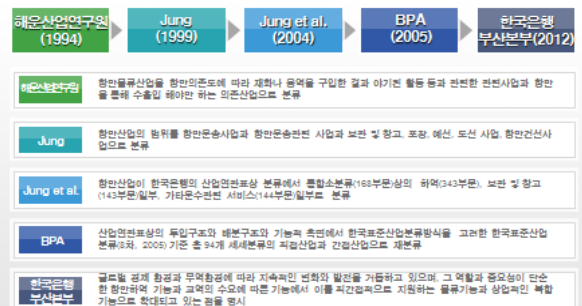 해운산업연구원
(1994)
Jung
(1999)
Jung et al.
(2004)
BPA
(2005)
한국은행
부산본부(2012)
해운산업연구원
항만물류산업을 항만의존도에 따라 재화나 용역을 구입한 결과 야기된 활동 등과 관련한 관련사업과 항만
을 통해 수출입 해야만 하는 의존산업으로 분류
Jung
항만산업의 범위를 항만운송사업과 항만운송관련 사업과 보관 및 창고, 포장, 예선, 도선 사업, 항만건설사
업으로 분류
Jung et al.
항만산업이 한국은행의 산업연관표상 분류에서 통합소분류(168부문)상의 하역(343부문), 보관 및 창고
(143부문)일부, 기타운수관련 서비스(144부문)일부로 분류
BPA
산업연관표상의 투입구조와 배분구조와 기능적 측면에서 한국표준산업분류방식을 고려한 한국표준산업
분류(8차, 2005) 기준 총 94개 세세분류의 직접산업과 간접산업으로 재분류
한국은행
부산본부
글로벌 경제 환경과 무역환경에 따라 지속적인 변화와 발전을 거듭하고 있으며, 그 역할과 중요성이 단순
한 항만하역 기능과 교역의 수요에 따른 기능에서 이를 직간접적으로 지원하는 물류기능과 상업적인 복합
기능으로 확대되고 있는 점을 명시